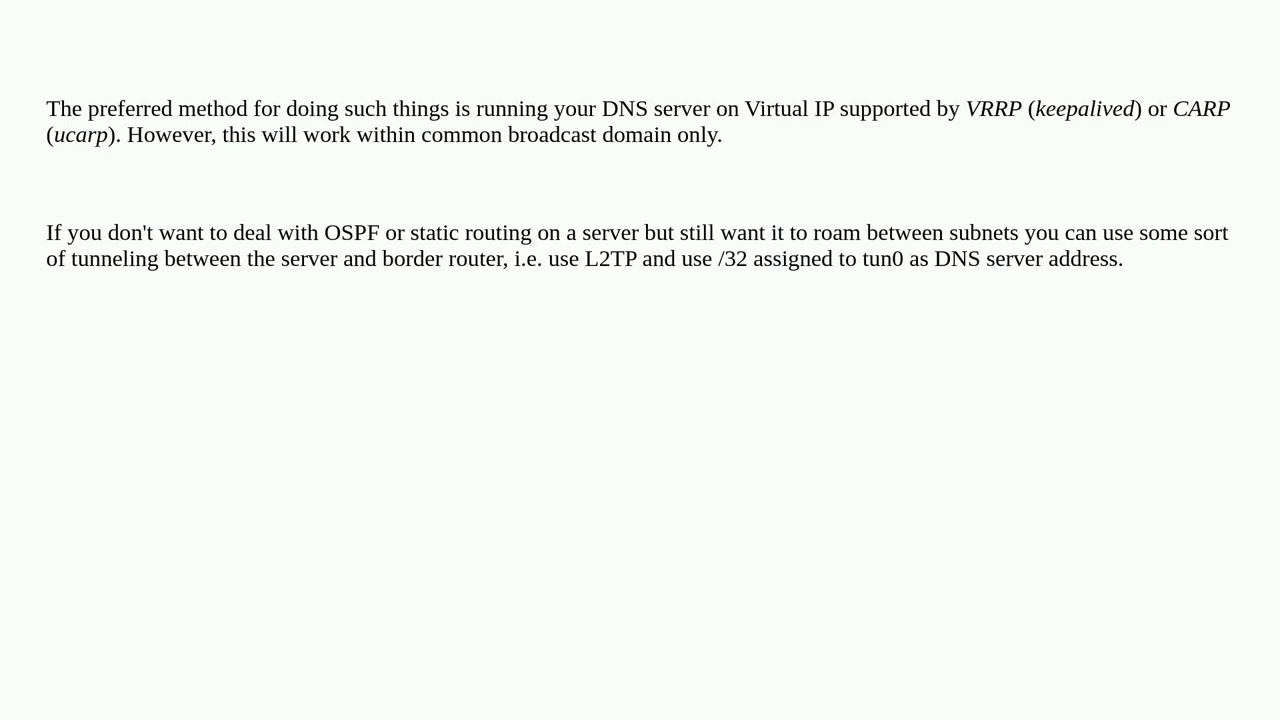 The preferred method for doing such things is running your DNS server on Virtual IP supported by VRRP (keepalived) or CARP
(ucarp). However, this will work within common broadcast domain only.
If you don't want to deal with OSPF or static routing on a server but still want it to roam between subnets you can use some sort
of tunneling between the server and border router, i.e. use L2TP and use /32 assigned to tun0 as DNS server address.